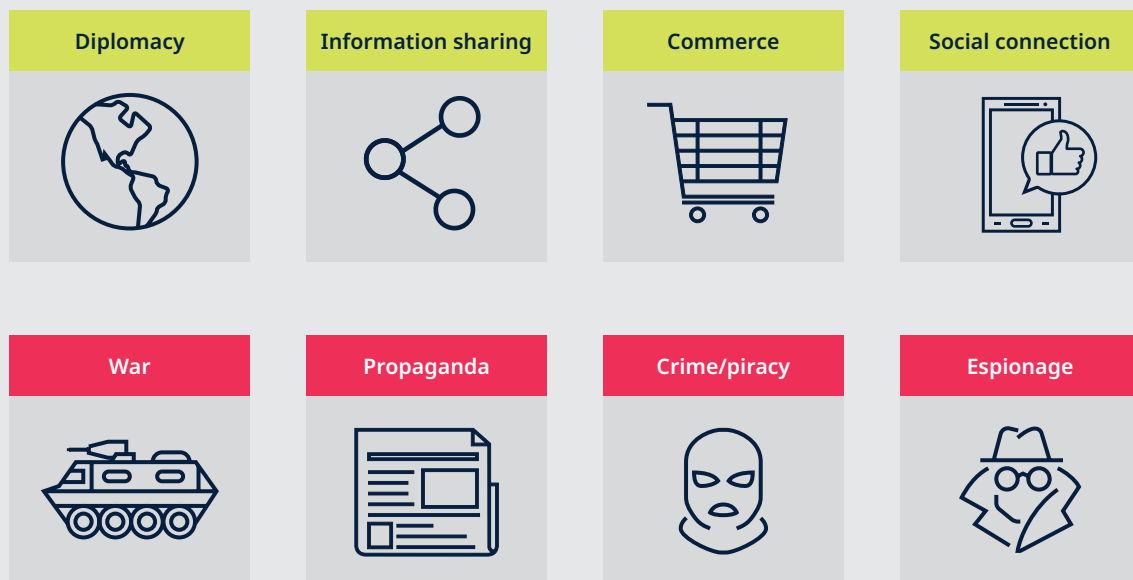 Diplomacy
Information sharing
Commerce
Social connection
War
Propaganda
Crime/piracy
Espionage